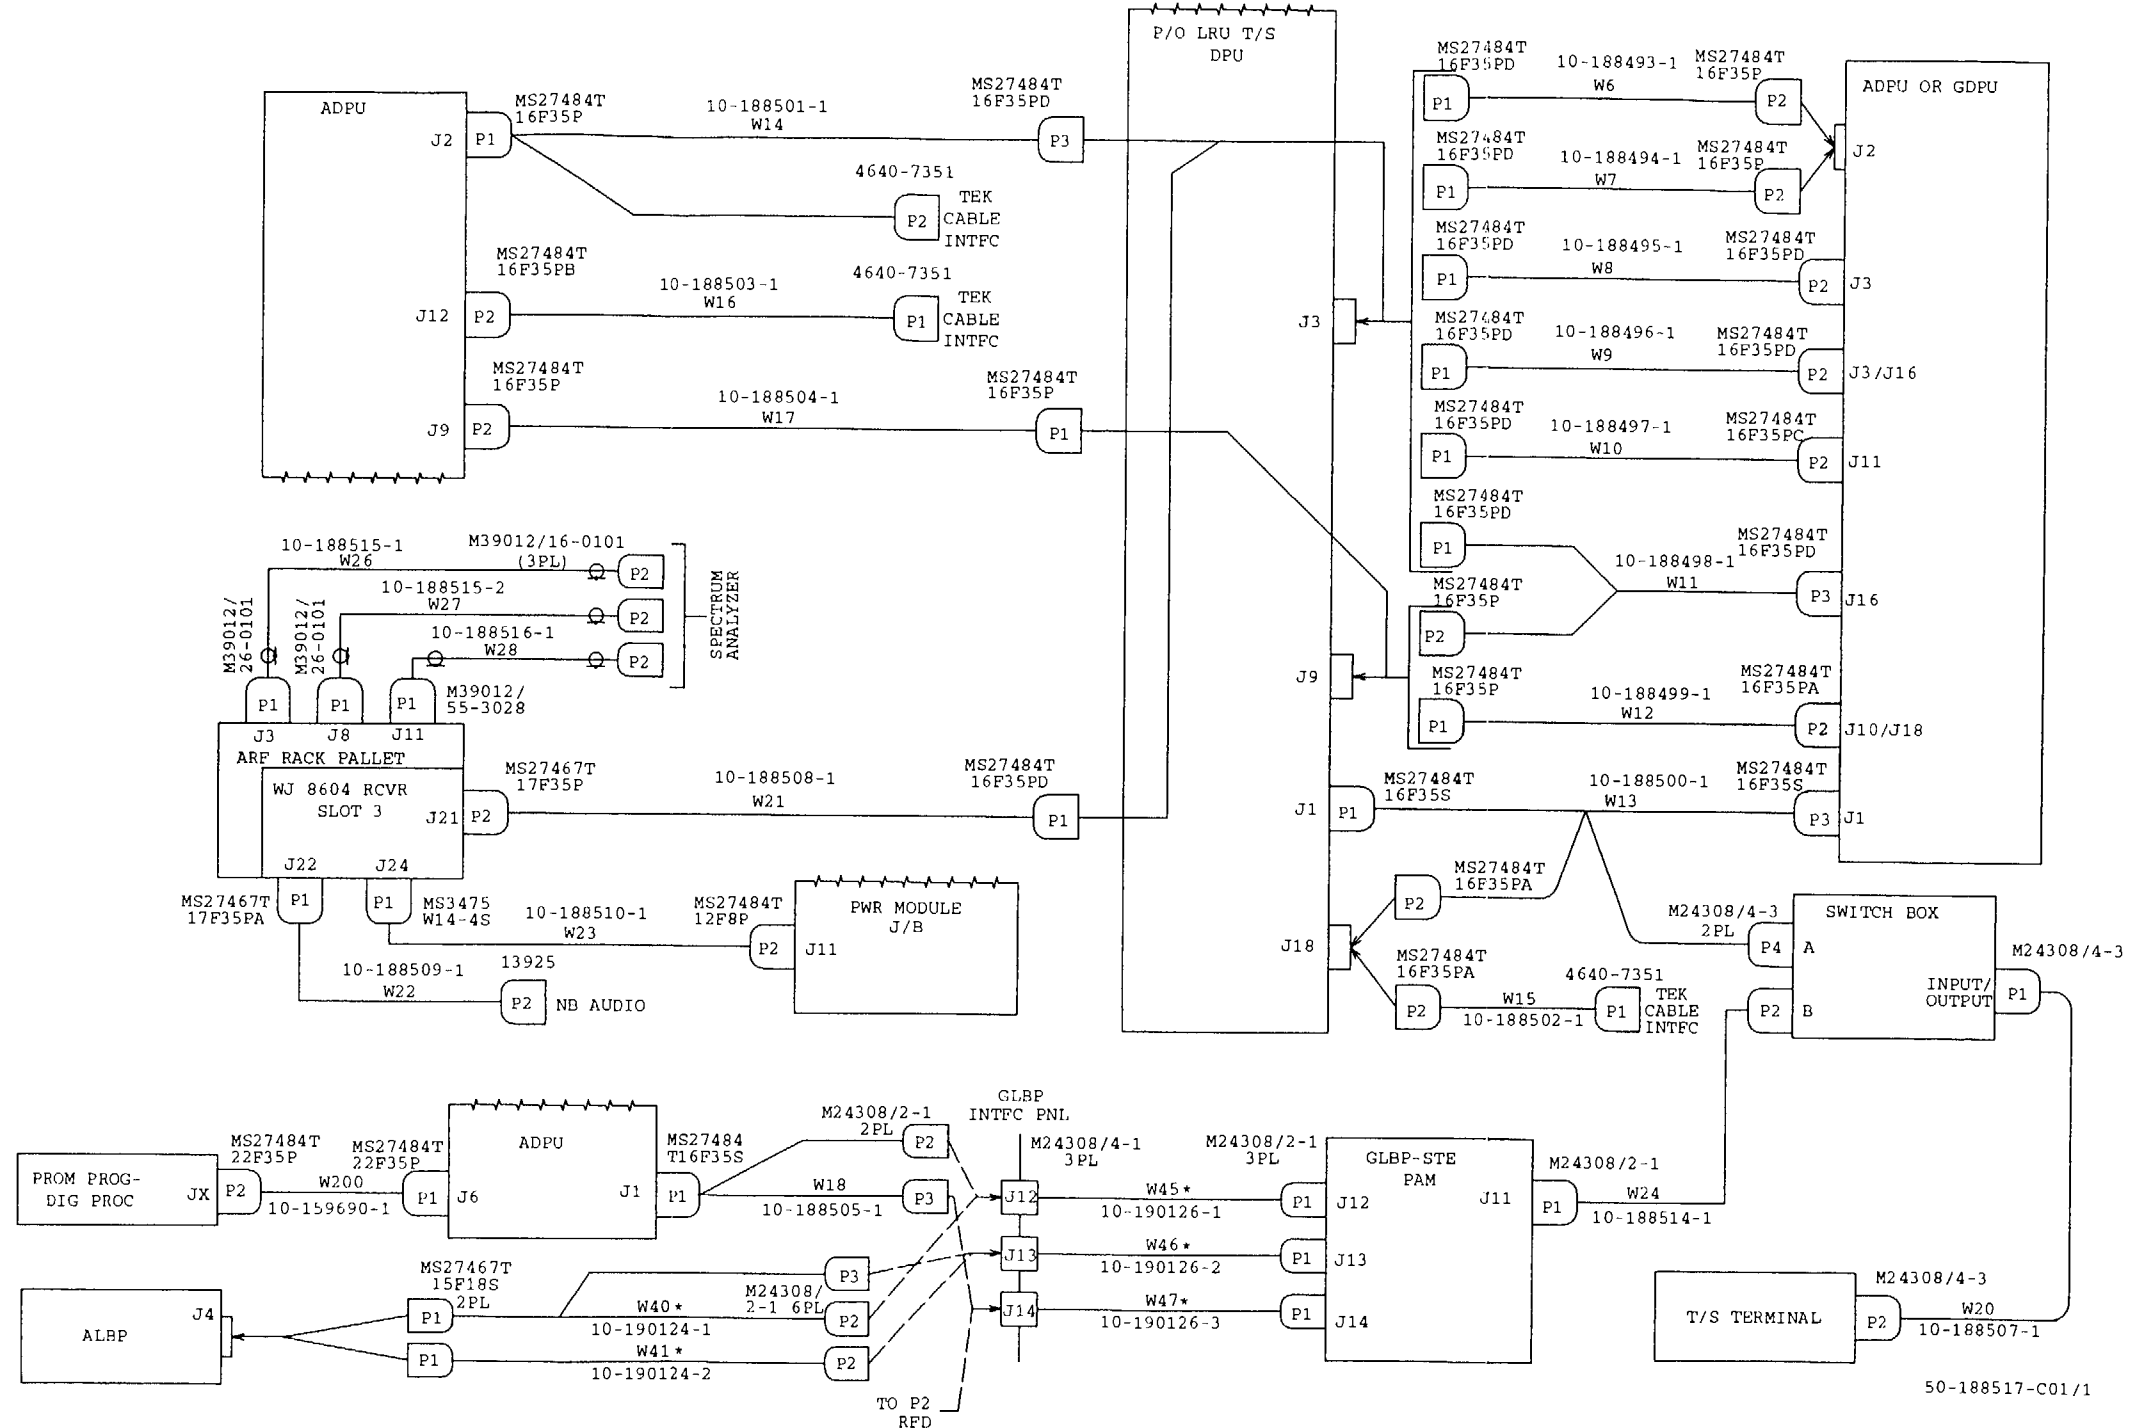 P/O LRU T/S
DPU
ADPU
J2
P1
MS27484T
16F35P
10-188501-1
W14
MS27484T
16F35PD
P3
4640-7351
P2
TEK
CABLE
INTFC
MS27484T
16F35PB
J12
P2
10-188503-1
W16
4640-7351
P1
TEK
CABLE
INTFC
MS27484T
16F35P
J9
P2
10-188504-1
W17
MS27484T
16F35P
P1
J3
J9
J1
J18
MS27484T
16F35PD
P1
10-188493-1
W6
MS27484T
16F35P
P2
ADPU OR GDPU
J2
MS27484T
16F35PD
P1
10-188494-1
W7
MS27484T
16F35P
P2
MS27484T
16F35PD
P1
10-188495-1
W8
MS27484T
16F35PD
P2
J3
MS27484T
16F35PD
P1
10-188496-1
W9
MS27484T
16F35PD
P2
J3/J16
MS27484T
16F35PD
P1
10-188497-1
W10
MS27484T
16F35PC
P2
J11
MS27484T
16F35PD
P1
MS27484T
16F35P
P2
10-188498-1
W11
MS27484T
16F35PD
P3
J16
MS27484T
16F35P
P1
10-188499-1
W12
MS27484T
16F35PA
P2
J10/J18
P1
MS27484T
16F35S
10-188500-1
W13
MS27484T
16F35S
P3
J1
P2
MS27484T
16F35PA
MS27484T
16F35PA
P2
W15
10-188502-1
4640-7351
P1
TEK
CABLE
INTFC
M24308/4-3
2PL
P4
A
P2
B
SWITCH BOX
INPUT/
OUTPUT
P1
M24308/4-3
10-188515-1
W26
M39012/16-0101
(3PL)
P2
10-188515-2
W27
P2
10-188516-1
W28
P2
SPECTRUM
ANALYZER
M39012/
26-0101
M39012/
26-0101
P1
P1
P1
M39012/
55-3028
J3
J8
J11
ARF RACK PALLET
WJ 8604 RCVR
SLOT 3
J21
P2
MS27467T
17F35P
10-188508-1
W21
MS27484T
16F35PD
P1
J22
J24
P1
P1
MS27467T
17F35PA
MS3475
W14-4S
10-188510-1
W23
MS27484T
12F8P
P2
J11
PWR MODULE
J/B
10-188509-1
W22
13925
P2
NB AUDIO
PROM PROG-
DIG PROC
JX
P2
MS27484T
22F35P
W200
10-159690-1
MS27484T
22F35P
P1
J6
ADPU
J1
P1
MS27484
T16F35S
M24308/2-1
2PL
P2
W18
10-188505-1
P3
GLBP
INTFC PNL
J12
J13
J14
M24308/4-1
3PL
W45*
10-190126-1
W46*
10-190126-2
W47*
10-190126-3
M24308/2-1
3PL
P1
P1
P1
GLBP-STE
PAM
J12
J13
J14
J11
P1
M24308/2-1
W24
10-188514-1
ALBP
J4
MS27467T
15F18S
2PL
P1
P1
P3
M24308/
2-1 6PL
W40*
10-190124-1
P2
W41*
10-190124-2
P2
TO P2
RFD
T/S TERMINAL
P2
M24308/4-3
W20
10-188507-1
50-188517-C01/1